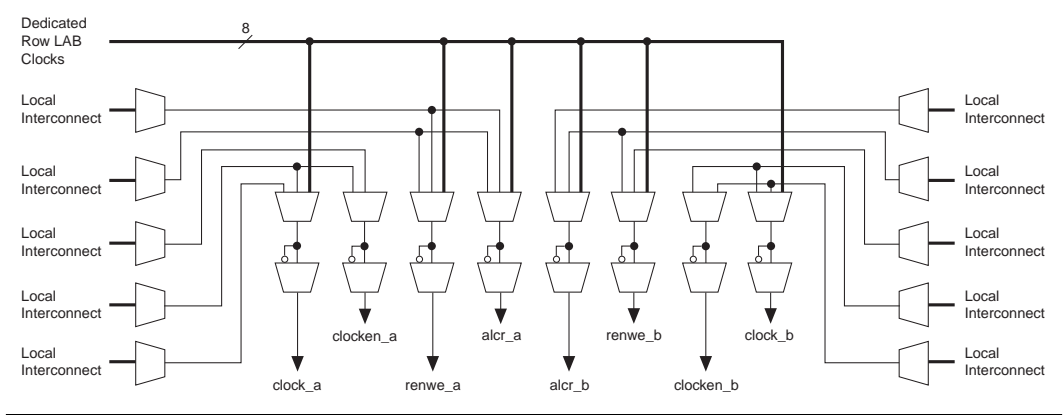 Dedicated
Row LAB
Clocks
8
Local
Interconnect
Local
Interconnect
Local
Interconnect
Local
Interconnect
Local
Interconnect
Local
Interconnect
Local
Interconnect
Local
Interconnect
Local
Interconnect
Local
Interconnect
clocken_a
alcr_a
renwe_b
clock_b
clock_a
renwe_a
alcr_b
clocken_b